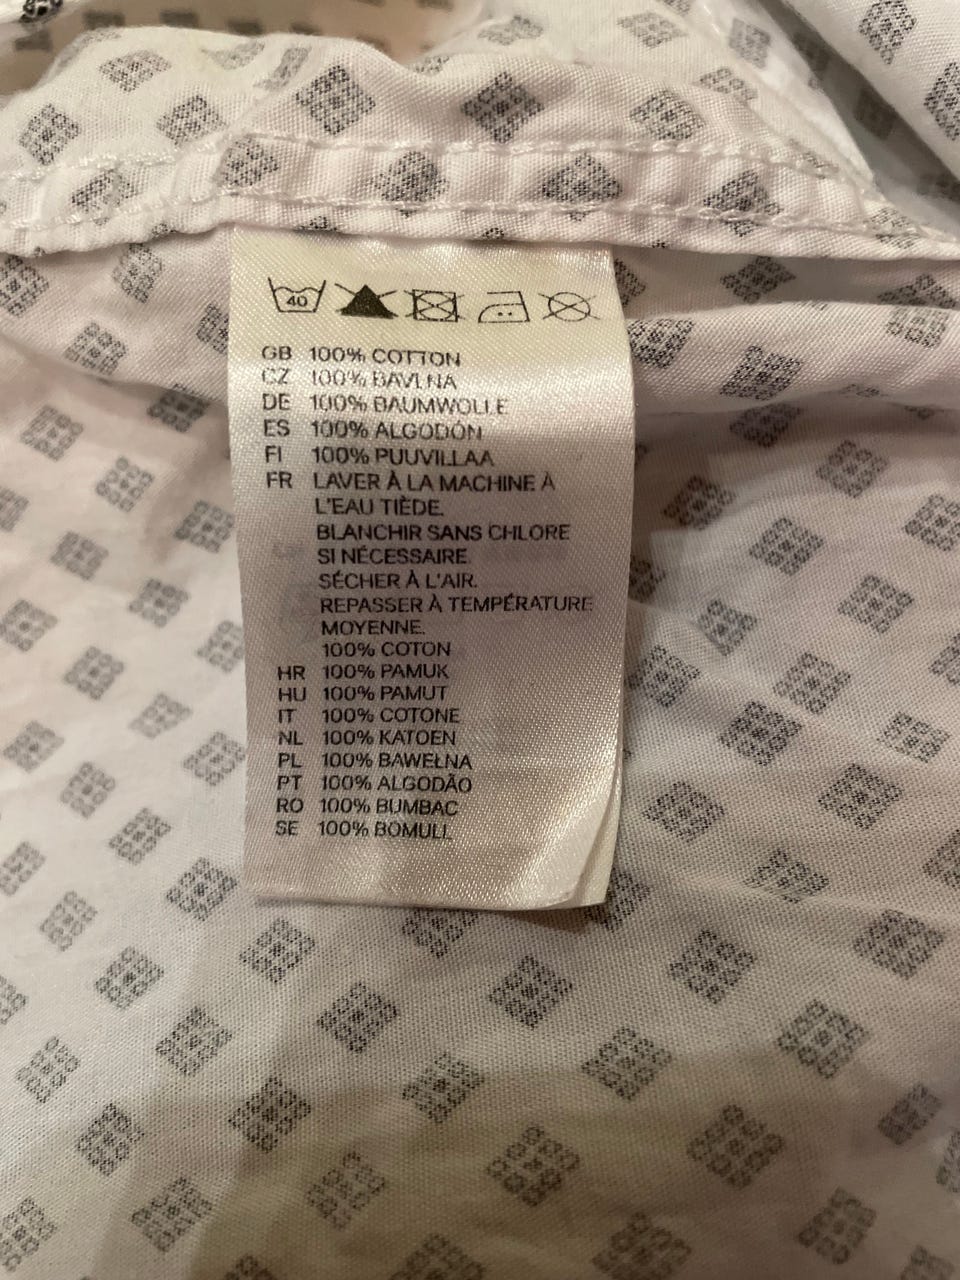 40
GB 100% COTTON
CZ 100% BAVLNA
DE 100% BAUMWOLLE
ES 100% ALGODÓN
FI 100% PUUVILLAA
FR LAVER À LA MACHINE À
L'EAU TIÈDE.
BLANCHIR SANS CHLORE
SI NÉCESSAIRE.
SÉCHER À L'AIR.
REPASSER À TEMPÉRATURE
MOYENNE.
100% COTON
HR 100% PAMUK
HU 100% PAMUT
IT 100% COTONE
NL 100% KATOEN
PL 100% BAWEŁNA
PT 100% ALGODÃO
RO 100% BUMBAC
SE 100% BOMULL